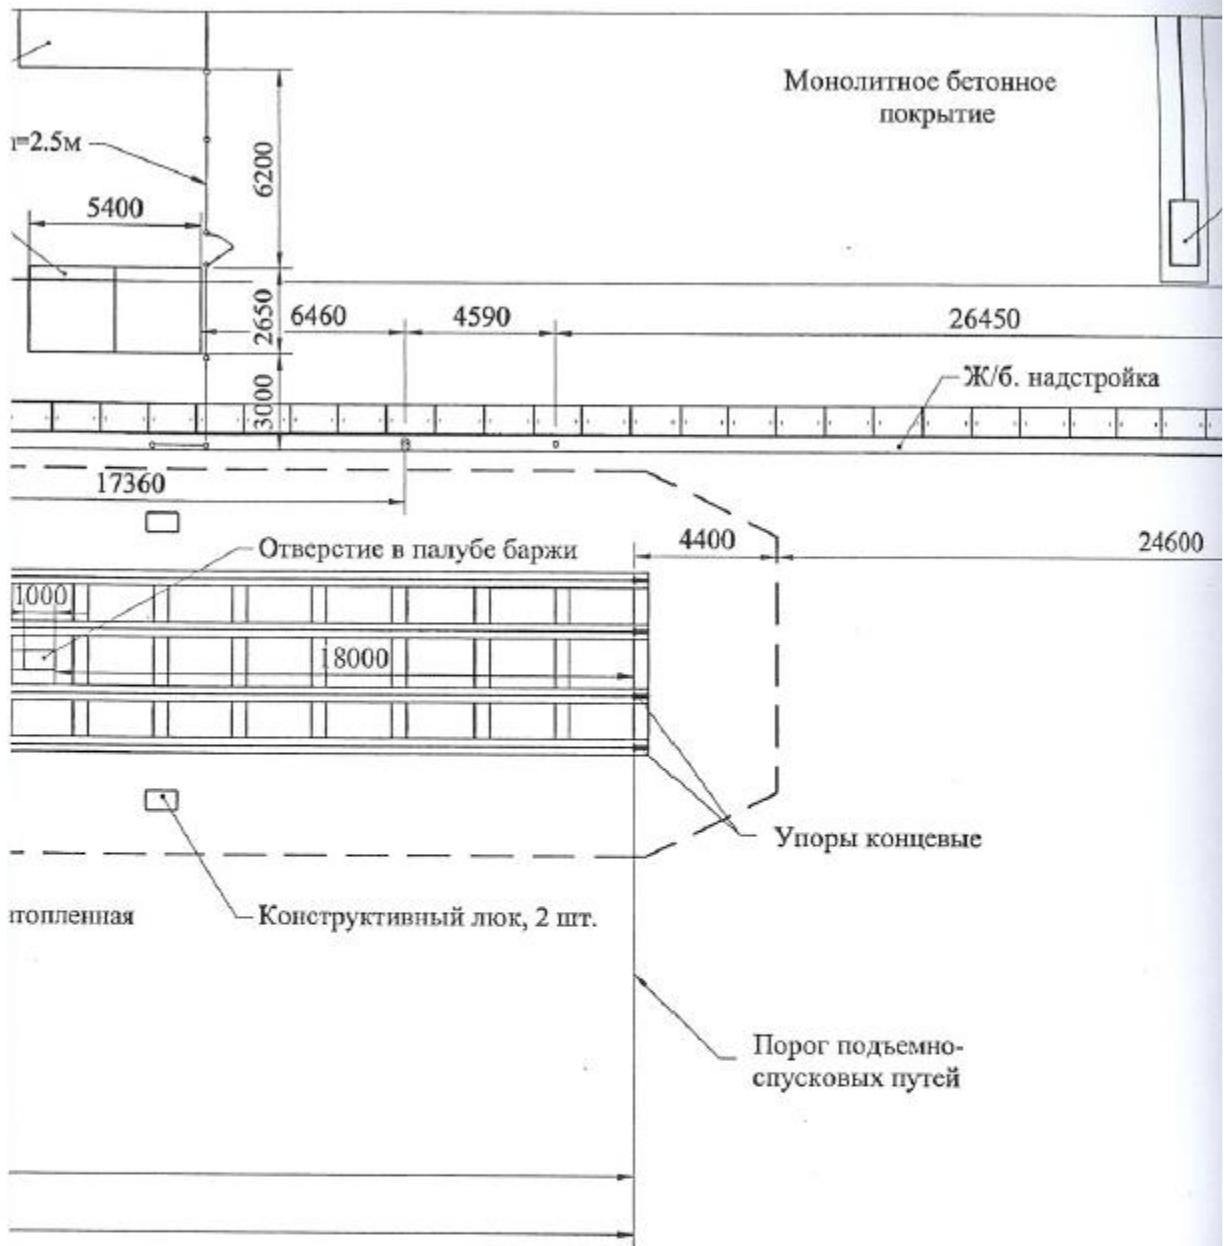 Монолитное бетонное
покрытие
=2.5м
6200
5400
2650
6460
4590
26450
3000
Ж/б. надстройка
17360
Отверстие в палубе баржи
4400
24600
1000
18000
Упоры концевые
топленная
Конструктивный люк, 2 шт.
Порог подъемно-
спусковых путей